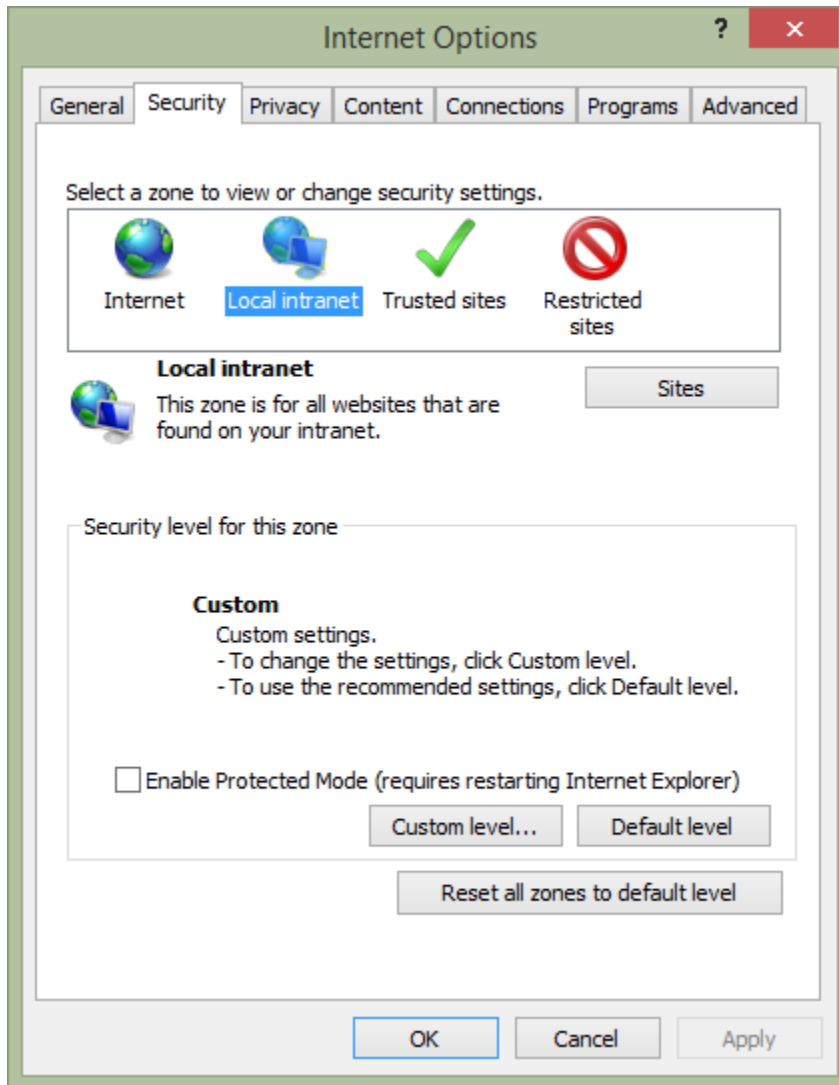 Internet Options
?
General Security Privacy Content Connections Programs Advanced
Select a zone to view or change security settings.
Internet Local intranet Trusted sites Restricted
sites
Local intranet
Sites
This zone is for all websites that are
found on your intranet.
Security level for this zone
Custom
Custom settings.
- To change the settings, click Custom level.
- To use the recommended settings, click Default level.
Enable Protected Mode (requires restarting Internet Explorer)
Custom level... Default level
Reset all zones to default level
OK Cancel Apply